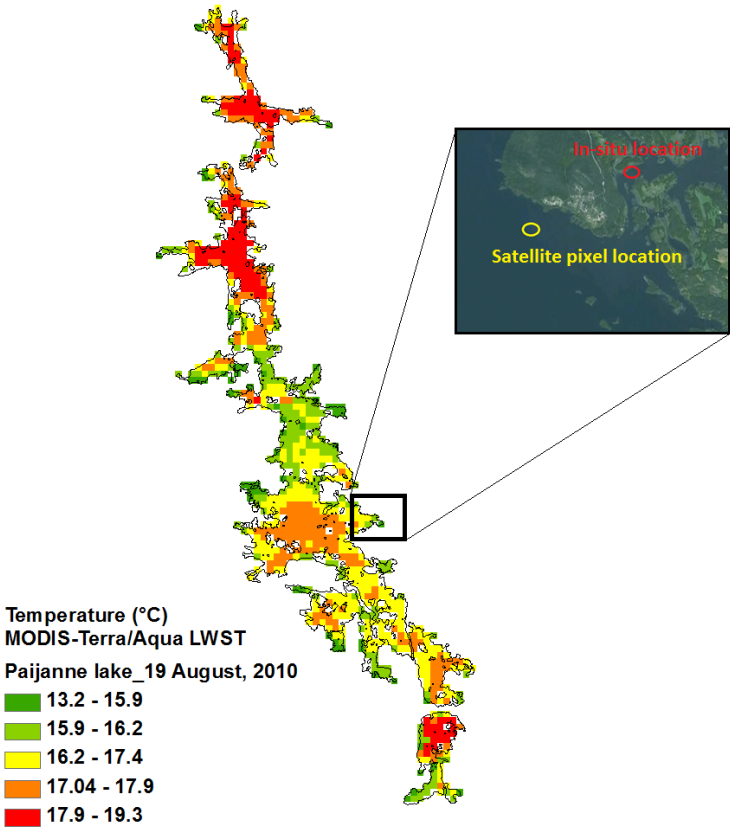 In-situ location
Satellite pixel location
Temperature (°C)
MODIS-Terra/Aqua LWST
Paijanne lake_19 August, 2010
13.2 - 15.9
15.9 - 16.2
16.2 - 17.4
17.04 - 17.9
17.9 - 19.3